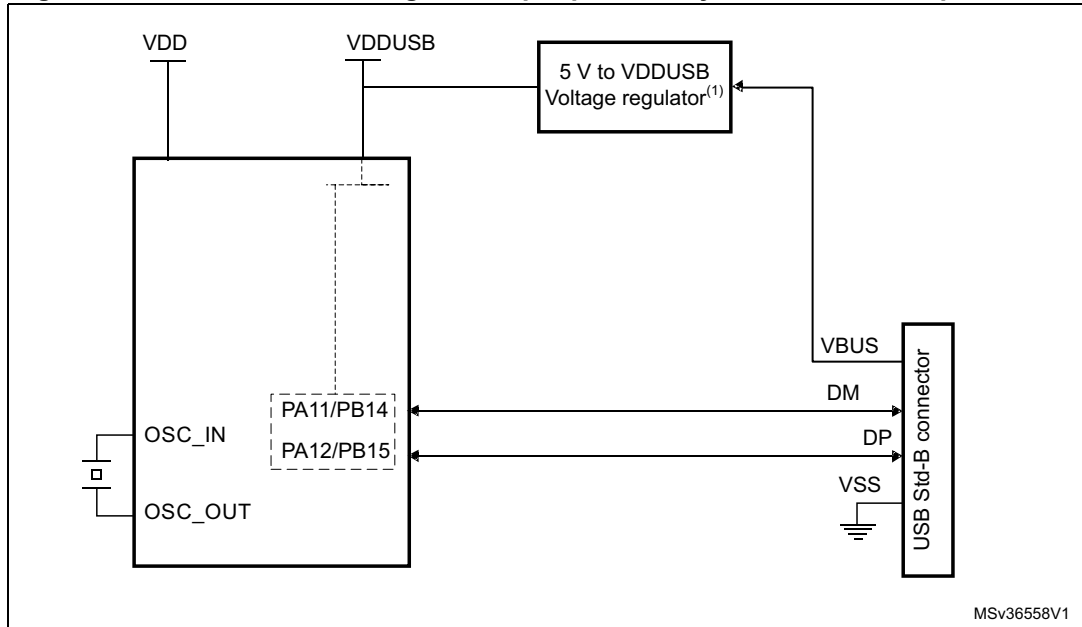 VDD
VDDUSB
5 V to VDDUSB
Voltage regulator(1)
VBUS
DM
PA11/PB14
DP
PA12/PB15
OSC_IN
VSS
OSC_OUT
USB Std-B connector
MSv36558V1